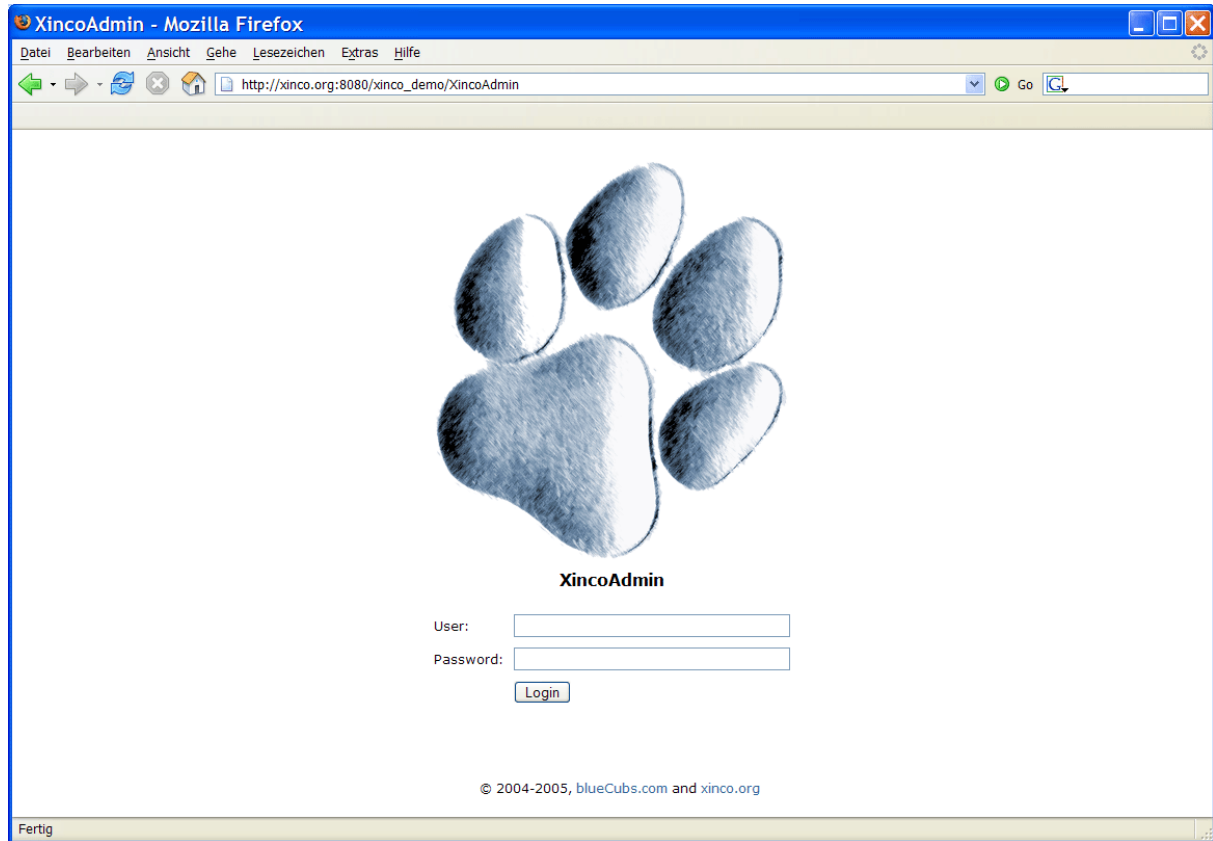 XincoAdmin - Mozilla Firefox
Datei Bearbeiten Ansicht Gehe Lesezeichen Extras Hilfe
http://xinco.org:8080/xinco_demo/XincoAdmin Go G
XincoAdmin
User:
Password:
Login
© 2004-2005, blueCubs.com and xinco.org
Fertig